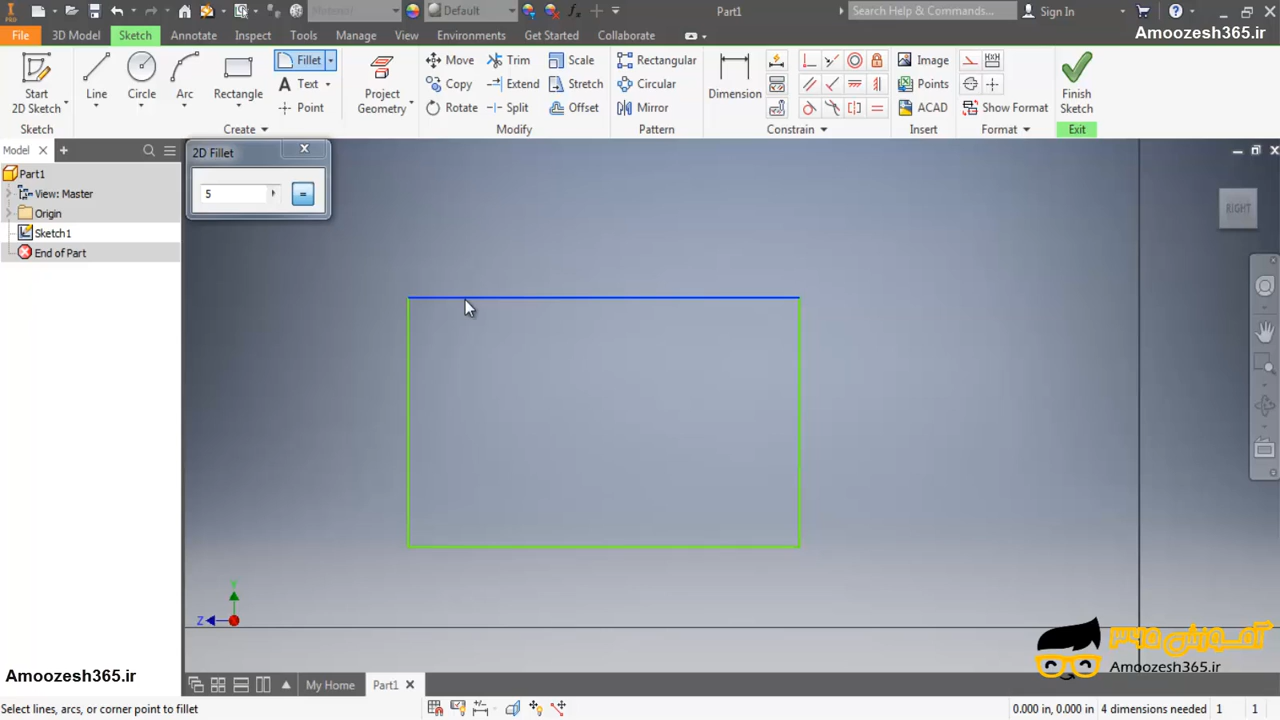 Default
Part1
Search Help & Commands...
Sign In
Amoozesh365.ir
File 3D Model Sketch Annotate Inspect Tools Manage View Environments Get Started Collaborate
Start
2D Sketch
Line
Circle
Arc
Rectangle
Fillet
Text
Point
Project
Geometry
Move
Copy
Rotate
Trim
Extend
Split
Scale
Stretch
Offset
Rectangular
Circular
Mirror
Dimension
Image
Points
ACAD
Show Format
Finish
Sketch
Sketch Create Modify Pattern Constrain Insert Format Exit
Model
Part1
View: Master
Origin
Sketch1
End of Part
2D Fillet
5
RIGHT
Y
Z
آموزش ۳۶۵
Amoozesh365.ir
Amoozesh365.ir
My Home Part1
Select lines, arcs, or corner point to fillet
0.000 in, 0.000 in 4 dimensions needed 1 1